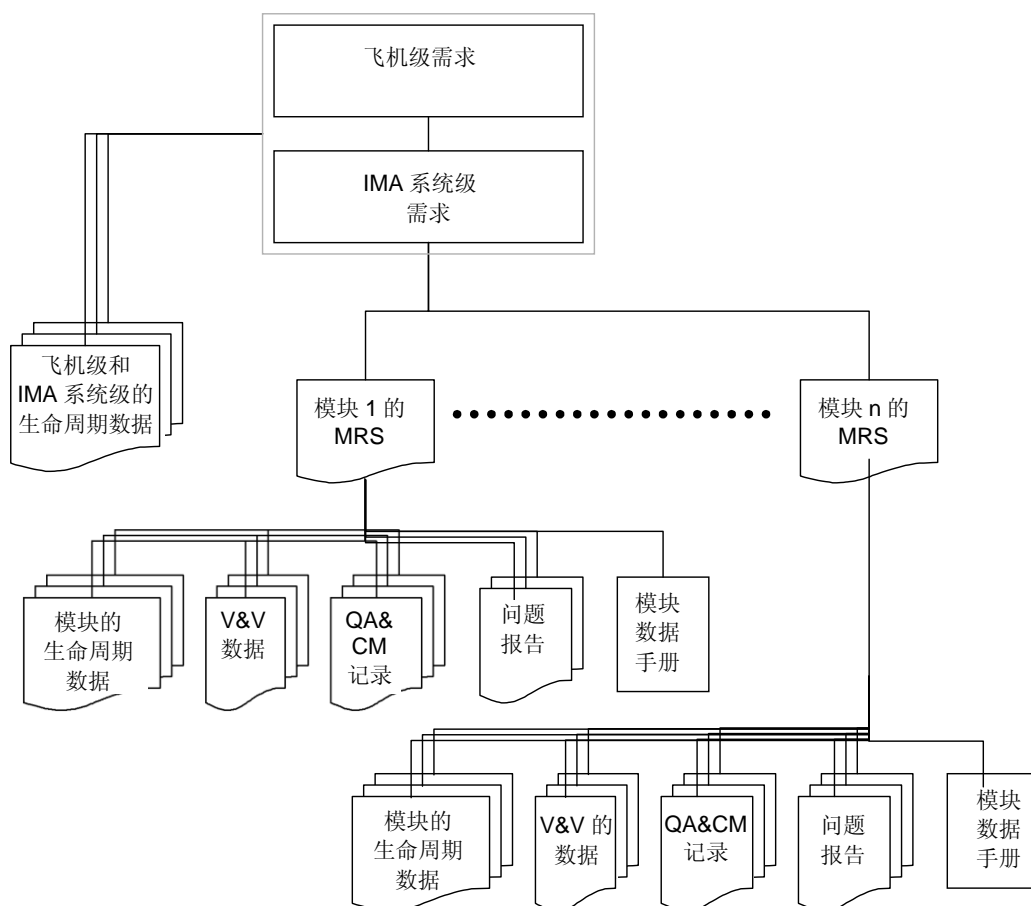 飞机级需求
IMA 系统级
需求
飞机级和
IMA 系统级的
生命周期数据
模块 1 的
MRS
模块 n 的
MRS
模块的
生命周期
数据
V&V
数据
QA&
CM
记录
问题
报告
模块
数据
手册
模块的
生命周期
数据
V&V 的
数据
QA&CM
记录
问题
报告
模块
数据
手册